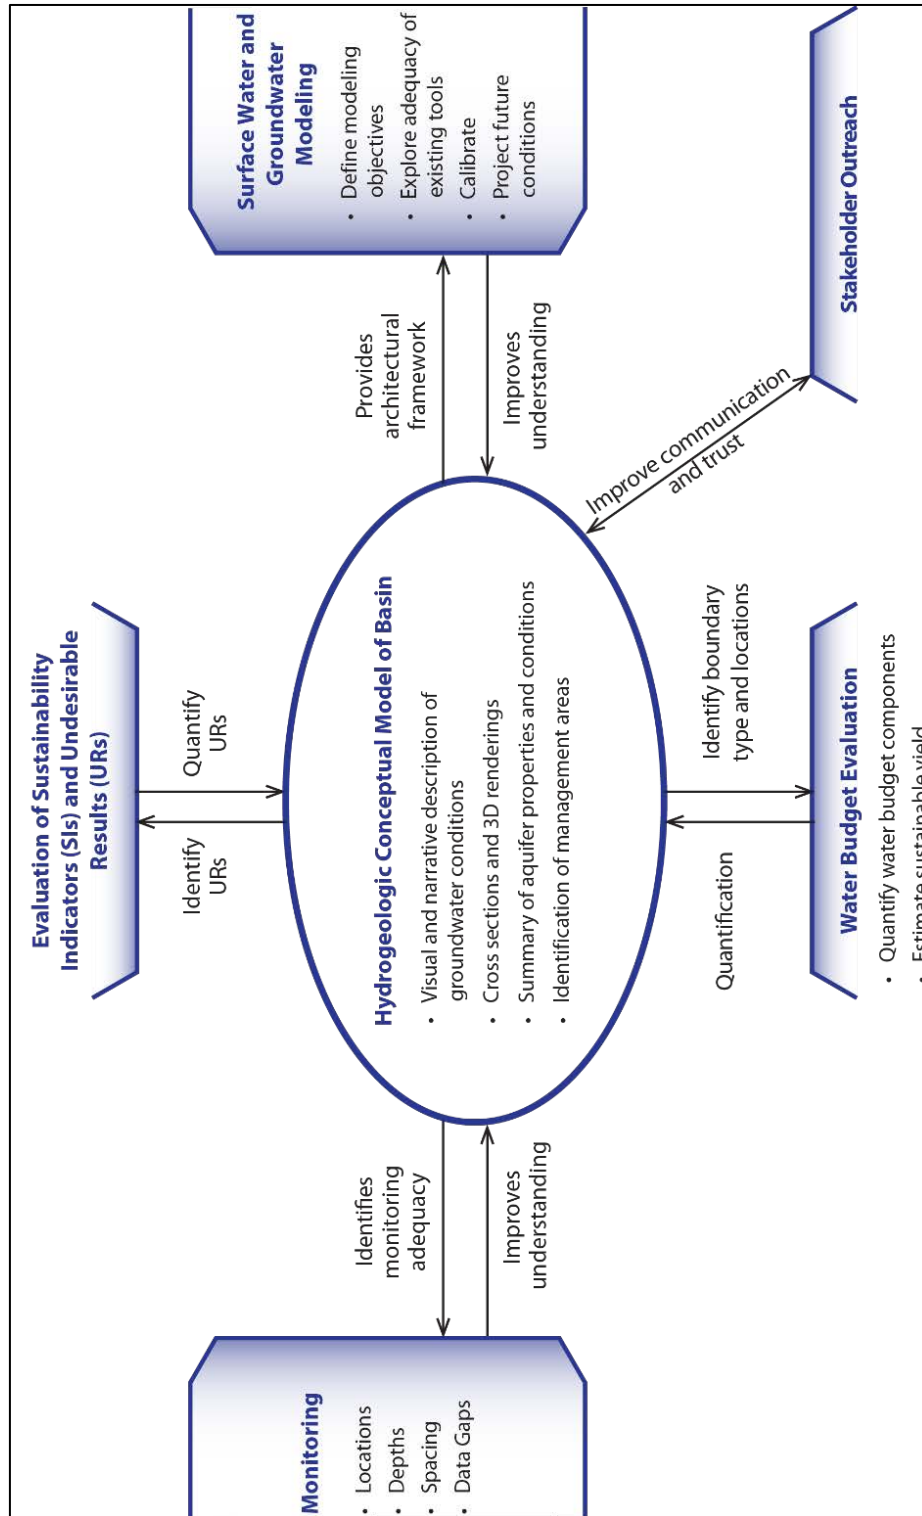 Evaluation of Sustainability
Indicators (SIs) and Undesirable
Results (URs)
Identify
URs
Quantify
URs
Monitoring
• Locations
• Depths
• Spacing
• Data Gaps
Identifies
monitoring
adequacy
Improves
understanding
Hydrogeologic Conceptual Model of Basin
• Visual and narrative description of
groundwater conditions
• Cross sections and 3D renderings
• Summary of aquifer properties and conditions
• Identification of management areas
Provides
architectural
framework
Improves
understanding
Surface Water and
Groundwater
Modeling
• Define modeling
objectives
• Explore adequacy of
existing tools
• Calibrate
• Project future
conditions
Quantification
Identify boundary
type and locations
Improve communication
and trust
Water Budget Evaluation
• Quantify water budget components
• Estimate sustainable yield
Stakeholder Outreach